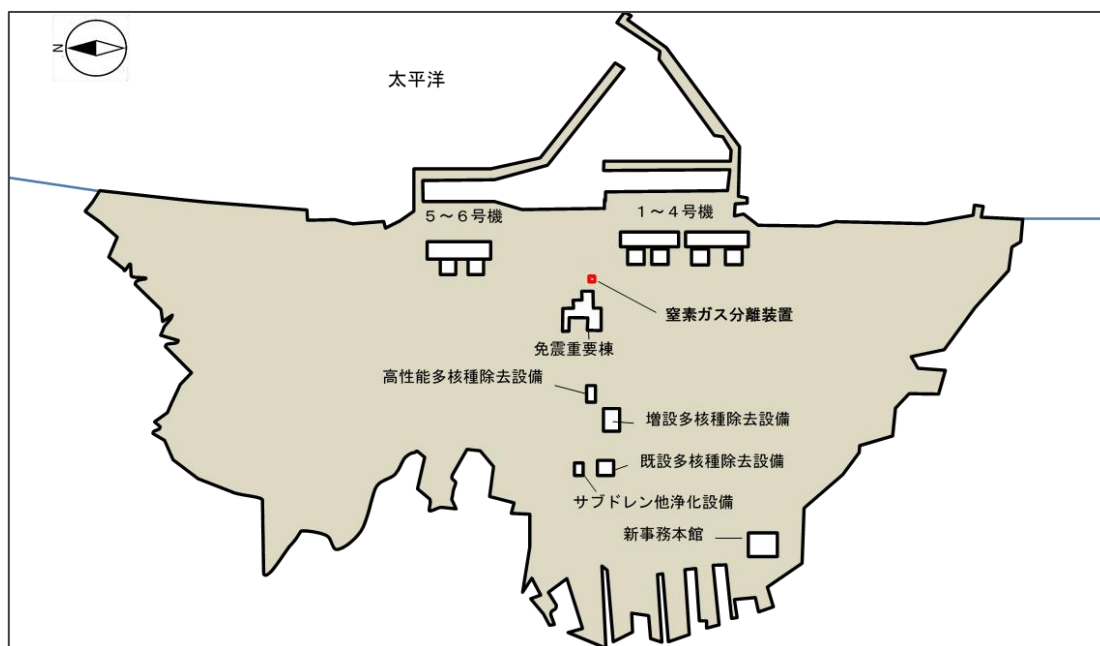 N
太平洋
5～6号機
1～4号機
窒素ガス分離装置
免震重要棟
高性能多核種除去設備
増設多核種除去設備
既設多核種除去設備
サブドレン他浄化設備
新事務本館